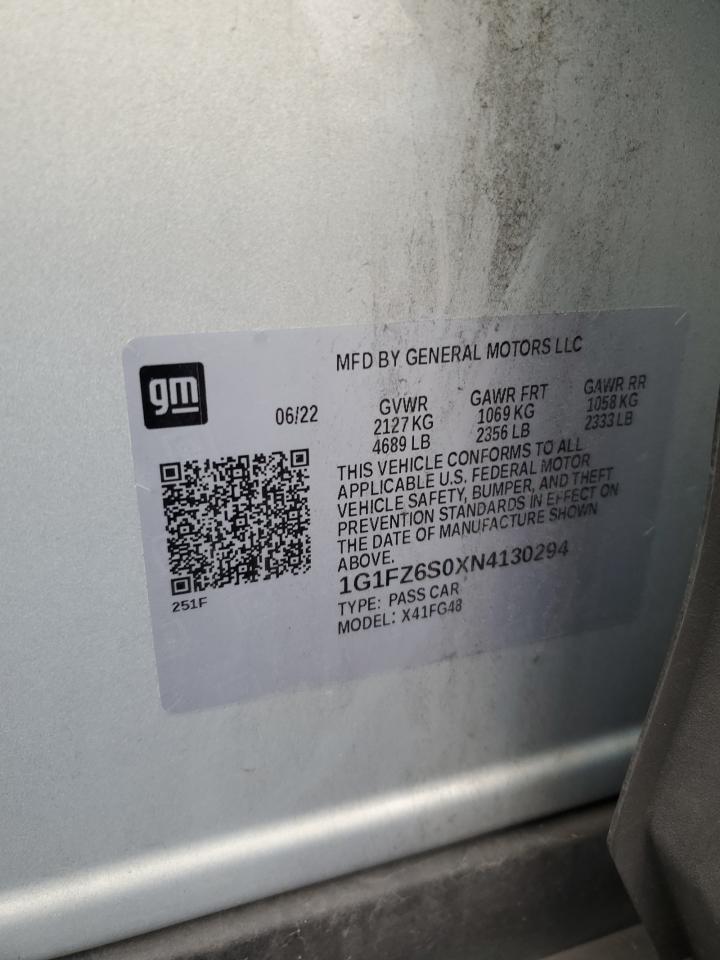 MFD BY GENERAL MOTORS LLC
gm
06/22
GVWR GAWR FRT GAWR RR
2127 KG 1069 KG 1058 KG
4689 LB 2356 LB 2333 LB
THIS VEHICLE CONFORMS TO ALL
APPLICABLE U.S. FEDERAL MOTOR
VEHICLE SAFETY, BUMPER, AND THEFT
PREVENTION STANDARDS IN EFFECT ON
THE DATE OF MANUFACTURE SHOWN
ABOVE.
1G1FZ6S0XN4130294
TYPE: PASS CAR
MODEL: X41FG48
251F